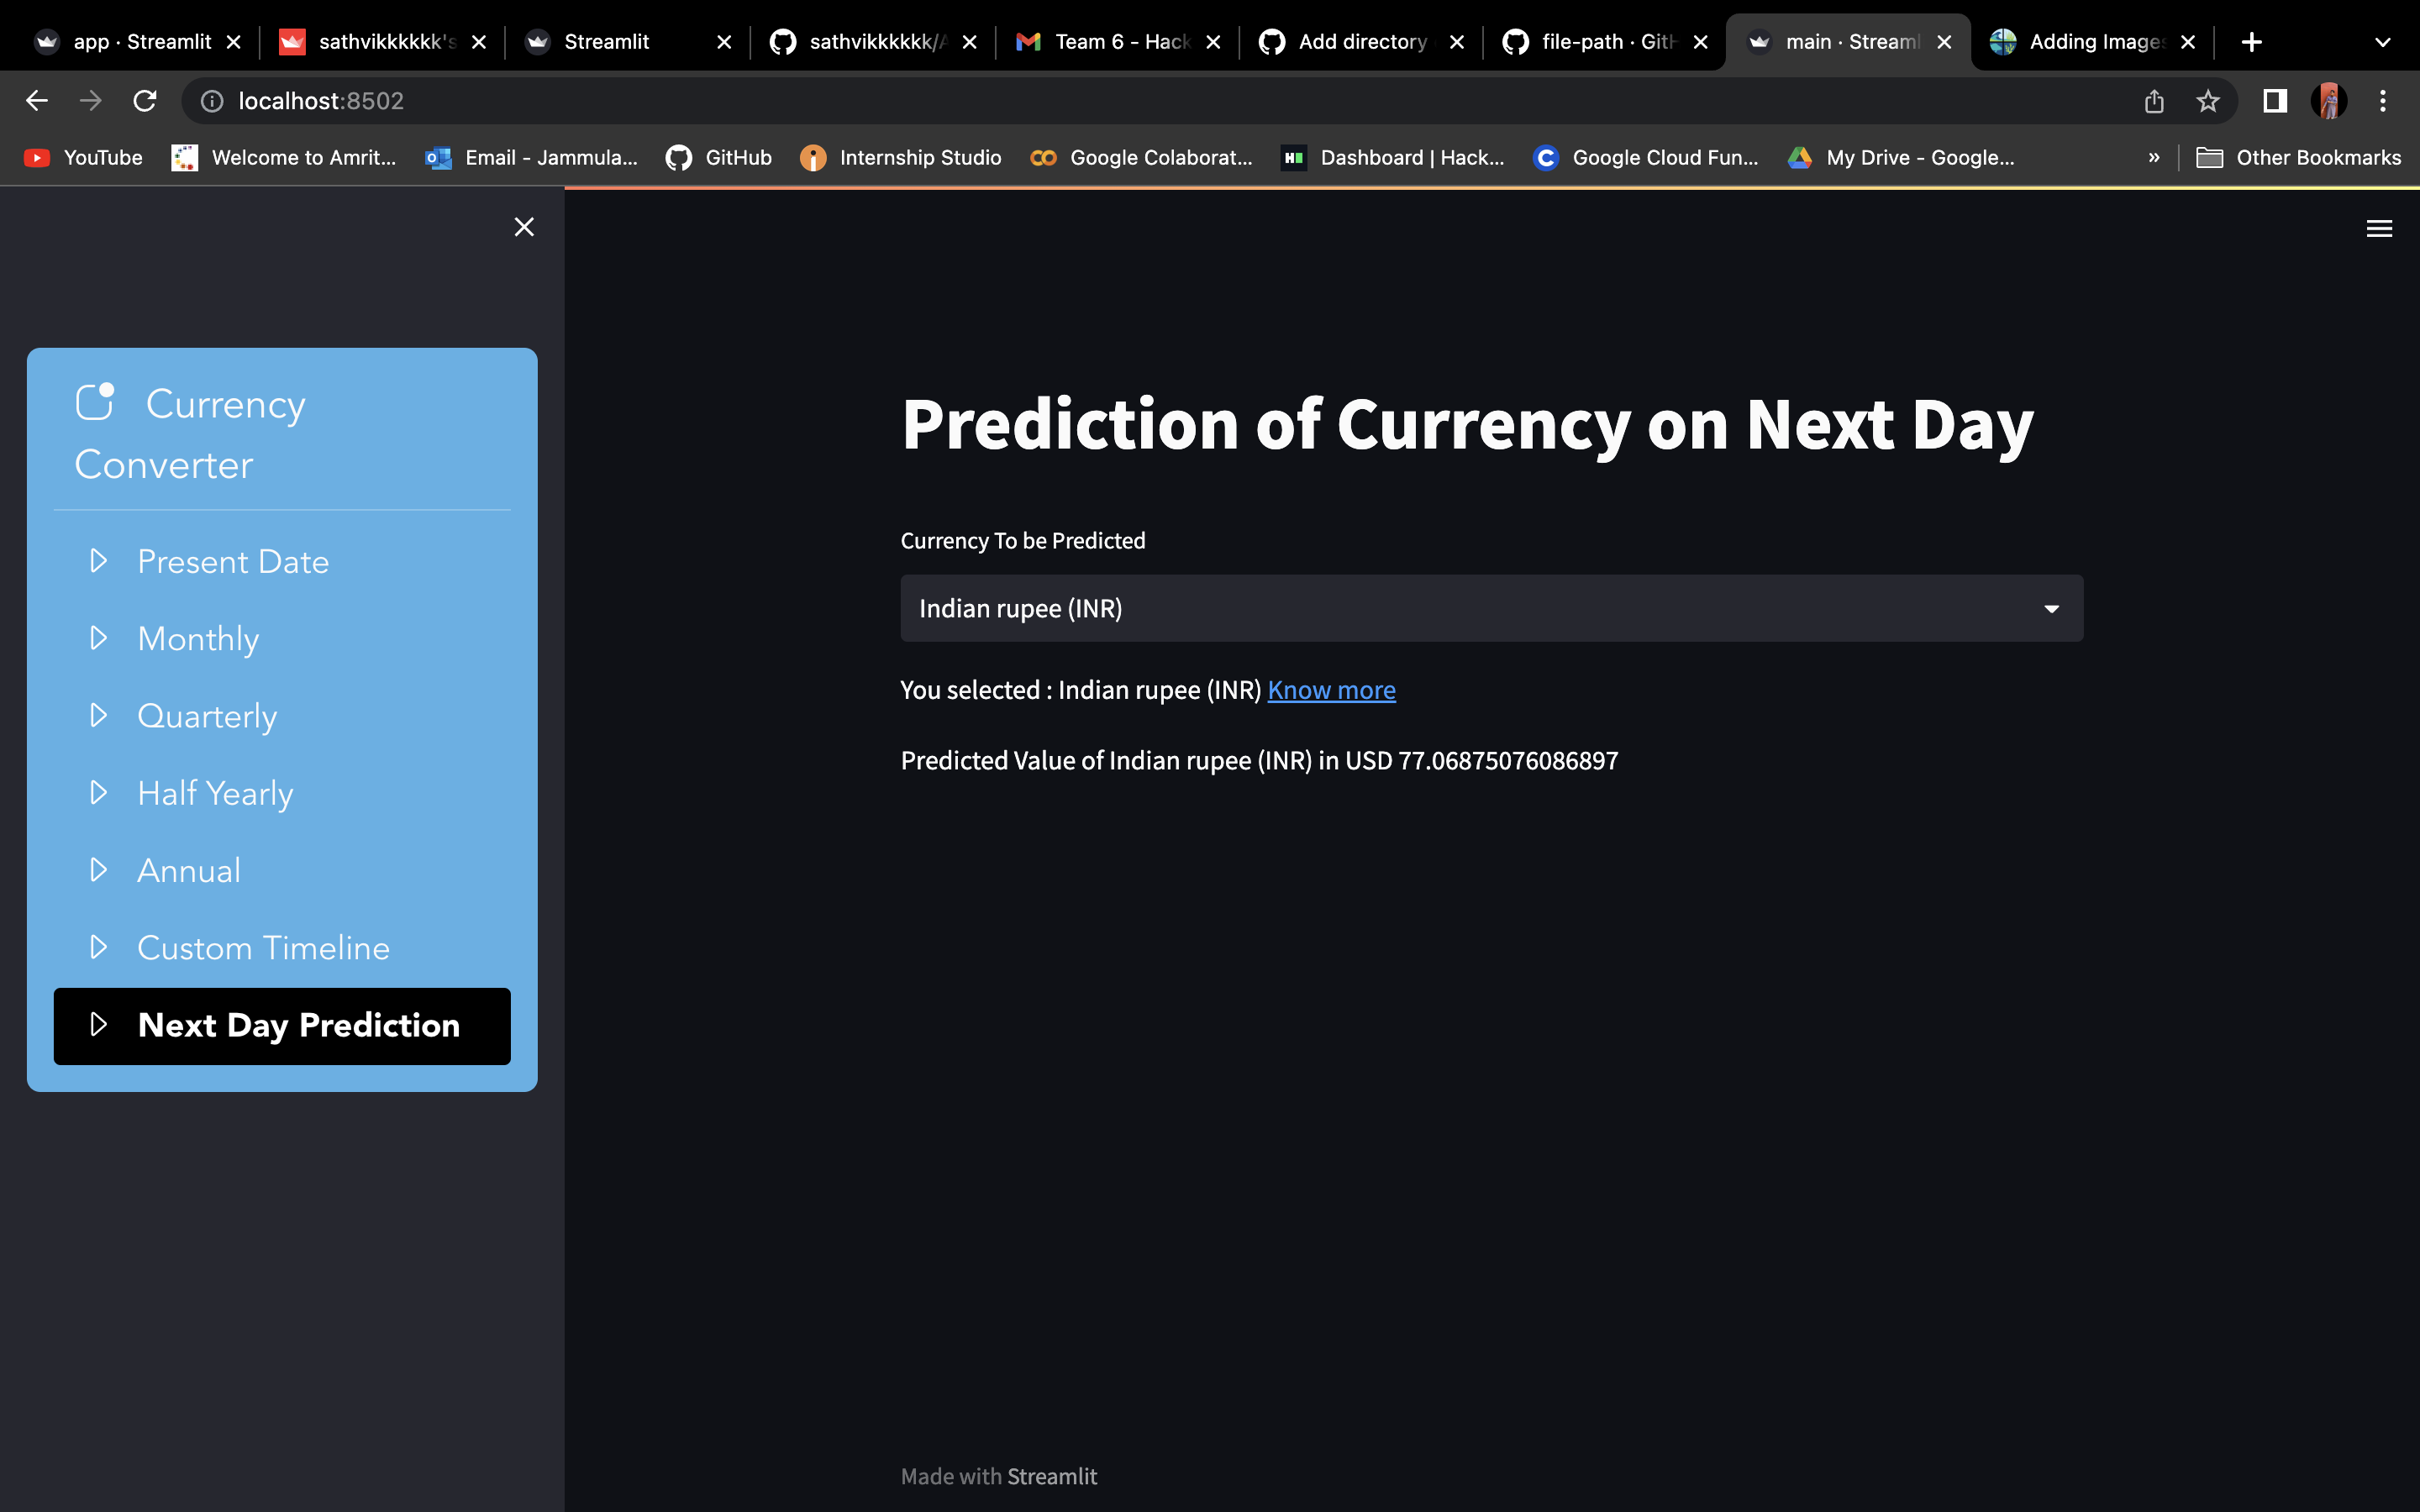 app · Streamlit
sathvikkkkkk's
Streamlit
sathvikkkkkk/A
Team 6 - Hack
Add directory
file-path · GitH
main · Streaml
Adding Images
localhost:8502
YouTube
Welcome to Amrit...
Email - Jammula...
GitHub
Internship Studio
Google Colaborat...
Dashboard | Hack...
Google Cloud Fun...
My Drive - Google...
»
Other Bookmarks
Currency
Converter
Present Date
Monthly
Quarterly
Half Yearly
Annual
Custom Timeline
Next Day Prediction
Prediction of Currency on Next Day
Currency To be Predicted
Indian rupee (INR)
You selected : Indian rupee (INR) Know more
Predicted Value of Indian rupee (INR) in USD 77.06875076086897
Made with Streamlit